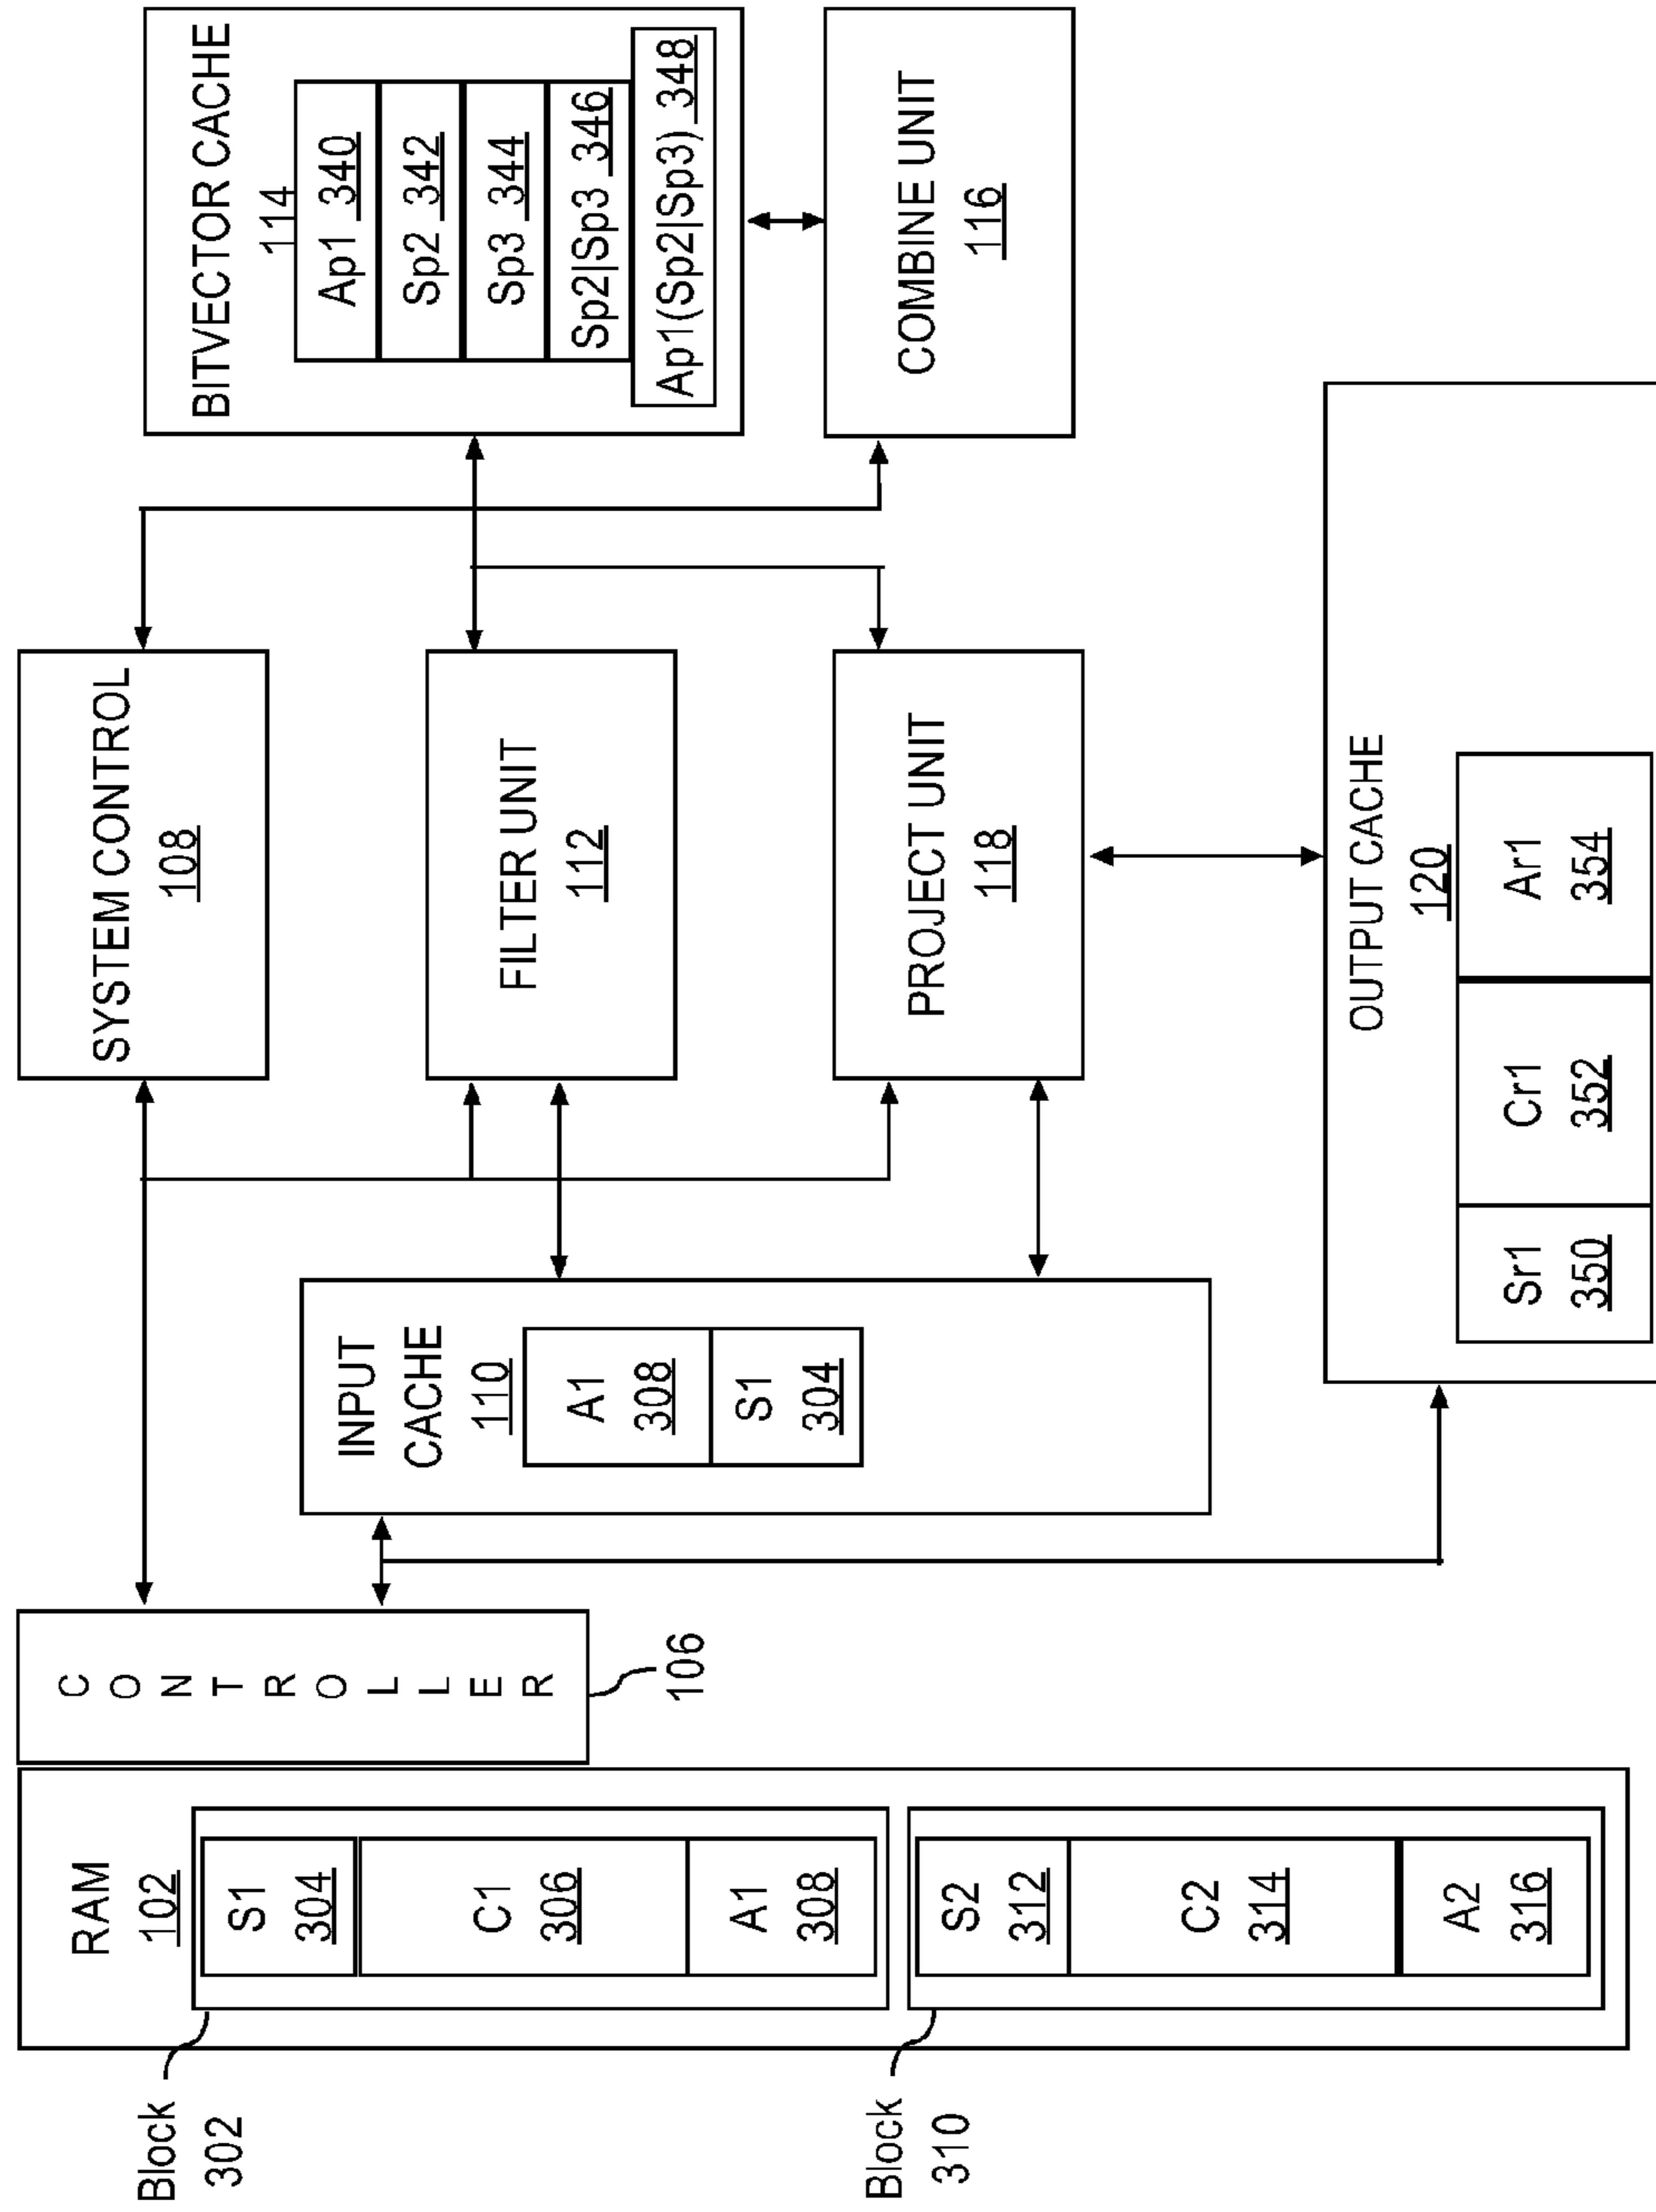 Block
302
Block
310
RAM
102
S1
304
C1
306
A1
308
S2
312
C2
314
A2
316
CONTROLLER
106
INPUT
CACHE
110
A1
308
S1
304
SYSTEM CONTROL
108
FILTER UNIT
112
PROJECT UNIT
118
BITVECTOR CACHE
114
Ap1 340
Sp2 342
Sp3 344
Sp2|Sp3 346
Ap1(Sp2|Sp3) 348
COMBINE UNIT
116
OUTPUT CACHE
120
Sr1
350
Cr1
352
Ar1
354